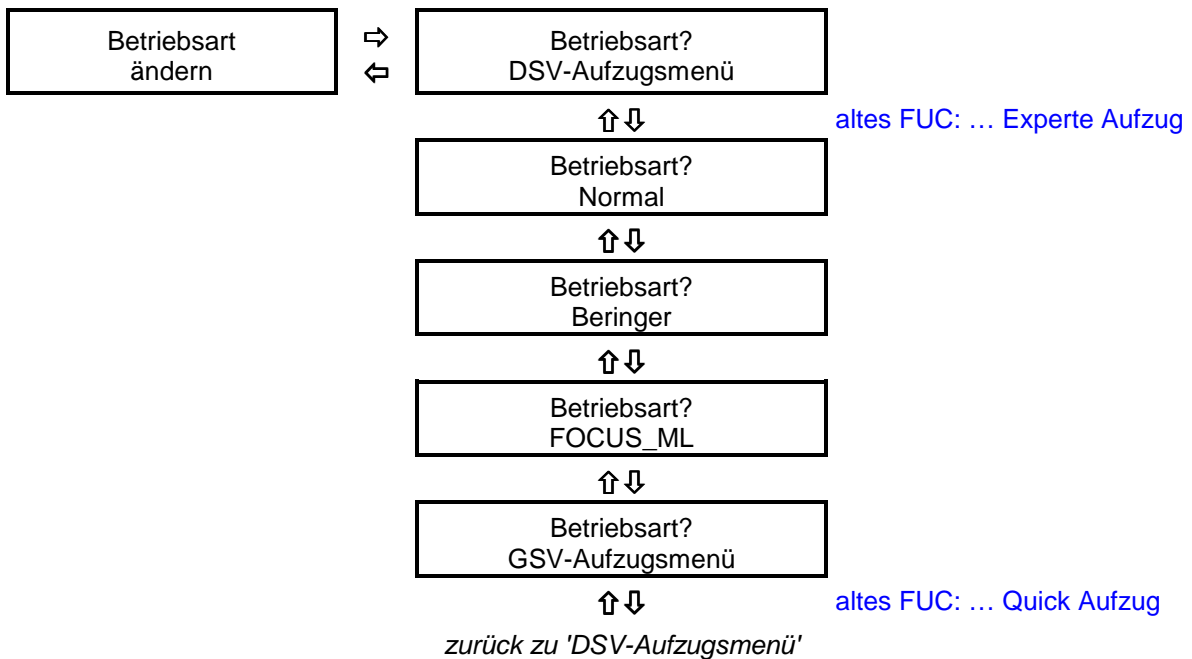 Betriebsart
ändern
⇨
⇦
Betriebsart?
DSV-Aufzugsmenü
⇧⇩
altes FUC: … Experte Aufzug
Betriebsart?
Normal
⇧⇩
Betriebsart?
Beringer
⇧⇩
Betriebsart?
FOCUS_ML
⇧⇩
Betriebsart?
GSV-Aufzugsmenü
⇧⇩
altes FUC: … Quick Aufzug
zurück zu 'DSV-Aufzugsmenü'